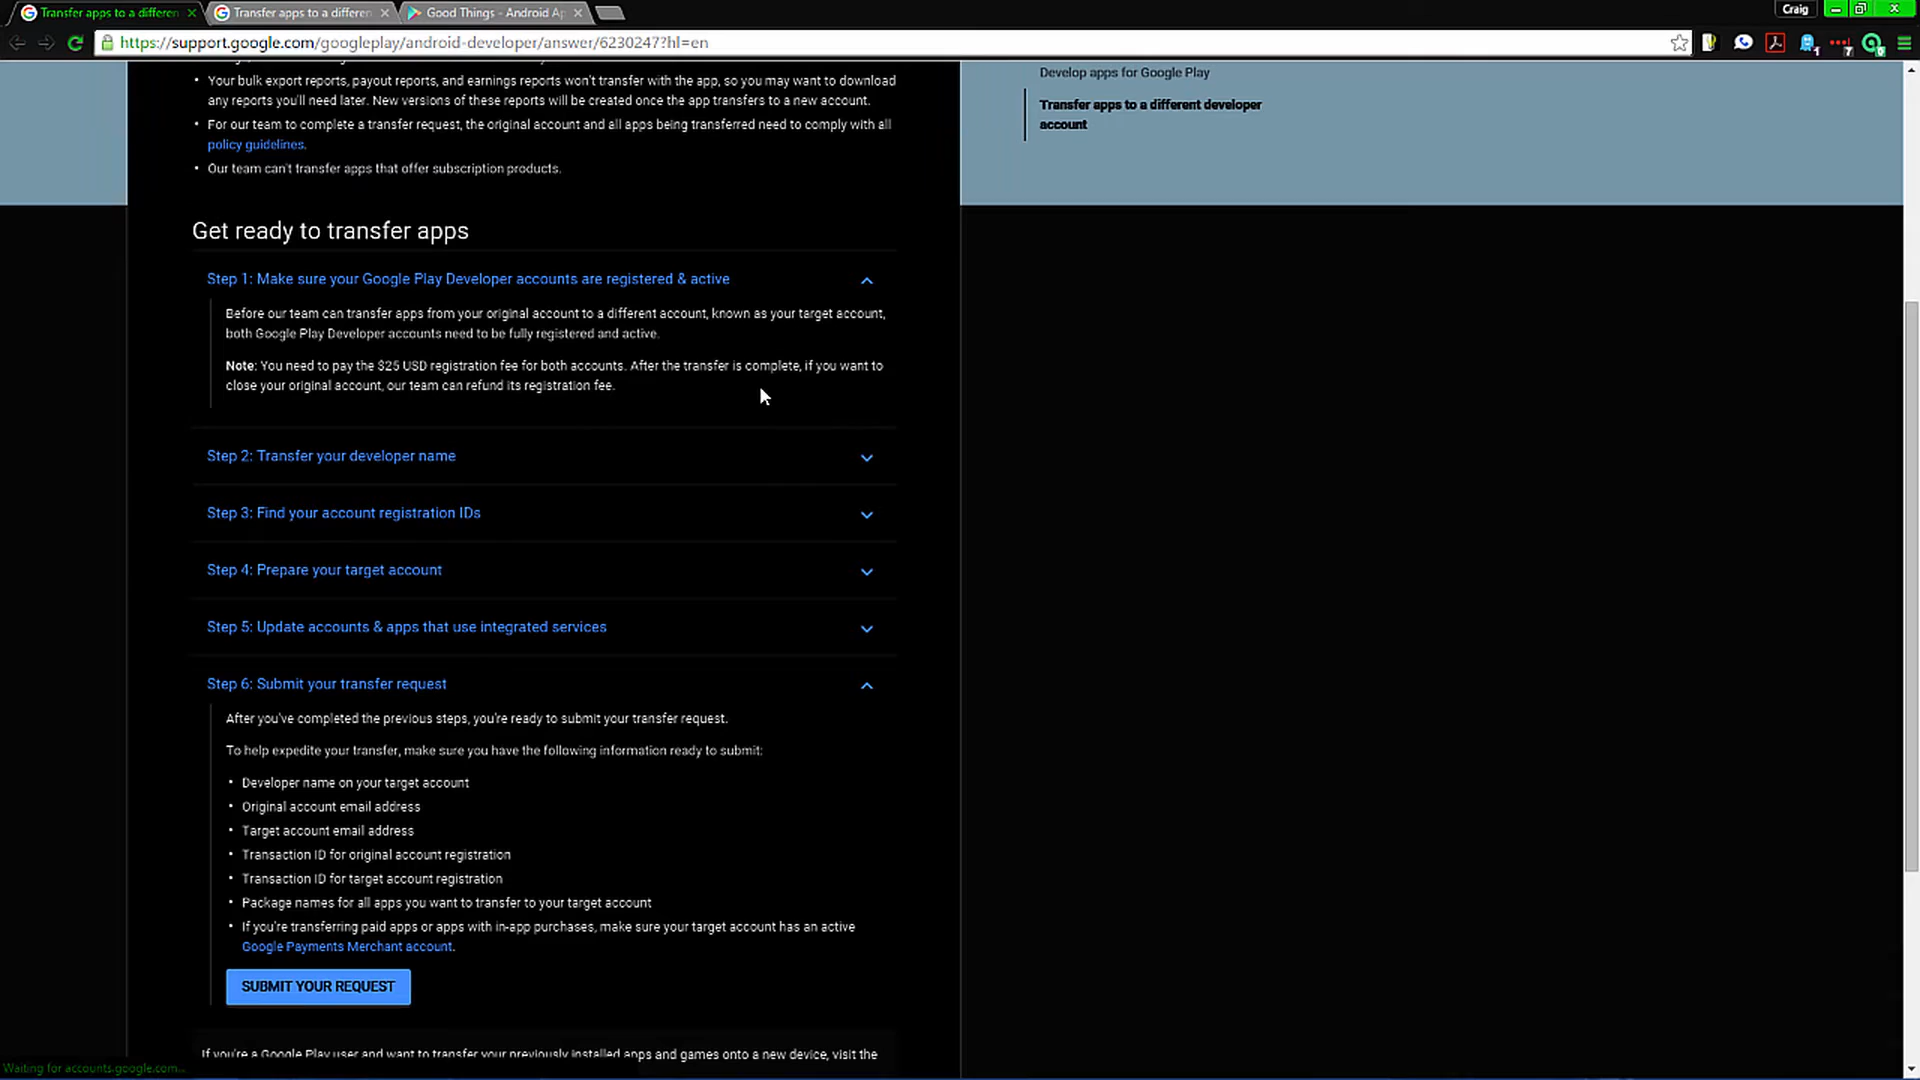 Transfer apps to a differen
Transfer apps to a differen
Good Things - Android Ap
Craig
https://support.google.com/googleplay/android-developer/answer/6230247?hl=en
• Your bulk export reports, payout reports, and earnings reports won't transfer with the app, so you may want to download
any reports you'll need later. New versions of these reports will be created once the app transfers to a new account.
• For our team to complete a transfer request, the original account and all apps being transferred need to comply with all
policy guidelines.
• Our team can't transfer apps that offer subscription products.
Develop apps for Google Play
Transfer apps to a different developer
account
Get ready to transfer apps
Step 1: Make sure your Google Play Developer accounts are registered & active
Before our team can transfer apps from your original account to a different account, known as your target account,
both Google Play Developer accounts need to be fully registered and active.
Note: You need to pay the $25 USD registration fee for both accounts. After the transfer is complete, if you want to
close your original account, our team can refund its registration fee.
Step 2: Transfer your developer name
Step 3: Find your account registration IDs
Step 4: Prepare your target account
Step 5: Update accounts & apps that use integrated services
Step 6: Submit your transfer request
After you've completed the previous steps, you're ready to submit your transfer request.
To help expedite your transfer, make sure you have the following information ready to submit:
• Developer name on your target account
• Original account email address
• Target account email address
• Transaction ID for original account registration
• Transaction ID for target account registration
• Package names for all apps you want to transfer to your target account
• If you're transferring paid apps or apps with in-app purchases, make sure your target account has an active
Google Payments Merchant account.
SUBMIT YOUR REQUEST
If you're a Google Play user and want to transfer your previously installed apps and games onto a new device, visit the
Waiting for accounts.google.com...